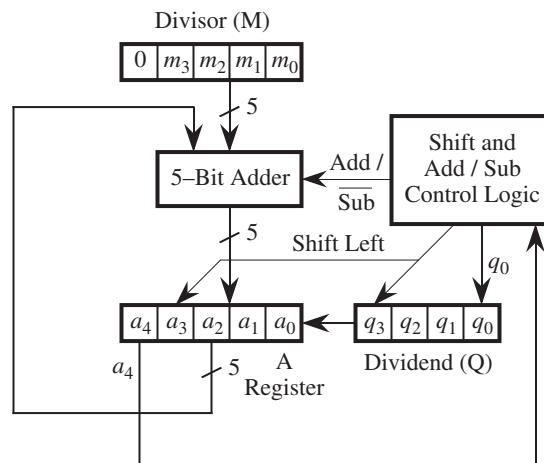 Divisor (M)
0 m3 m2 m1 m0
5
5–Bit Adder
Add /
Sub
Shift and
Add / Sub
Control Logic
5
Shift Left
q0
a4 a3 a2 a1 a0
q3 q2 q1 q0
a4
5
A
Register
Dividend (Q)